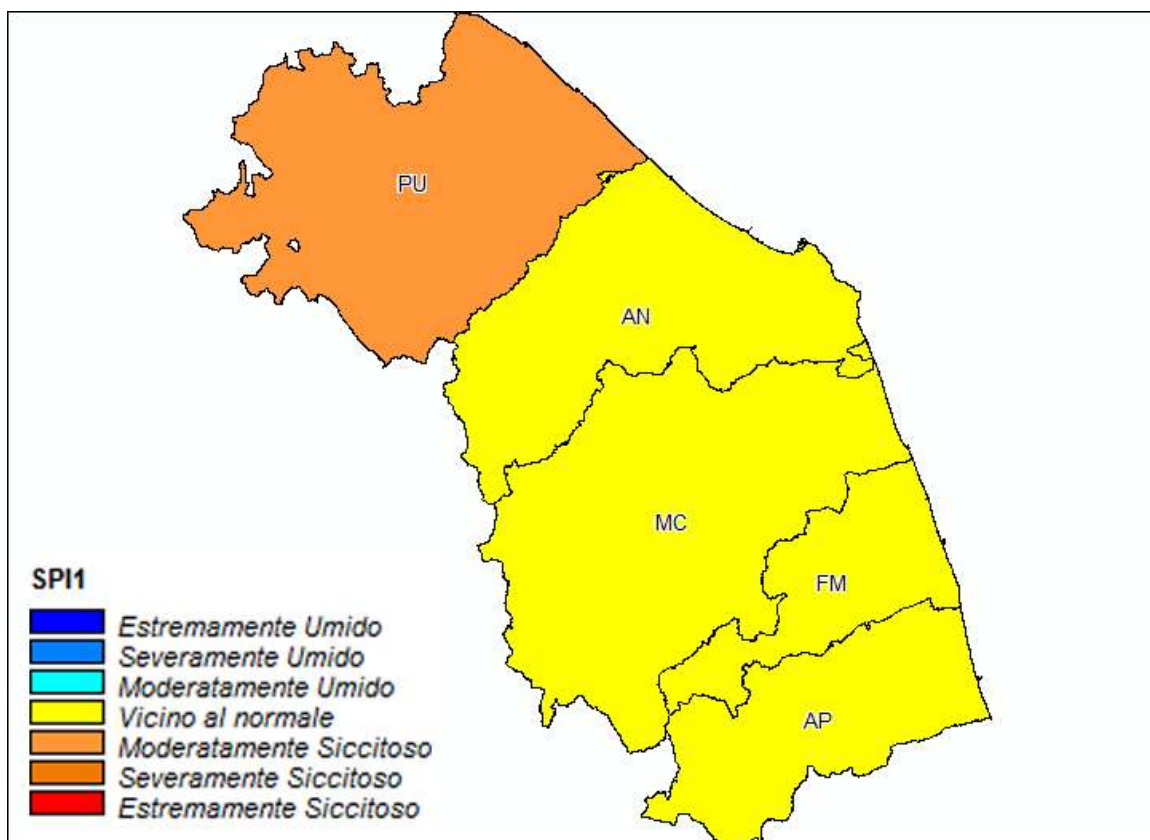 PU
AN
MC
FM
AP
SPI1
Estremamente Umido
Severamente Umido
Moderatamente Umido
Vicino al normale
Moderatamente Siccitoso
Severamente Siccitoso
Estremamente Siccitoso